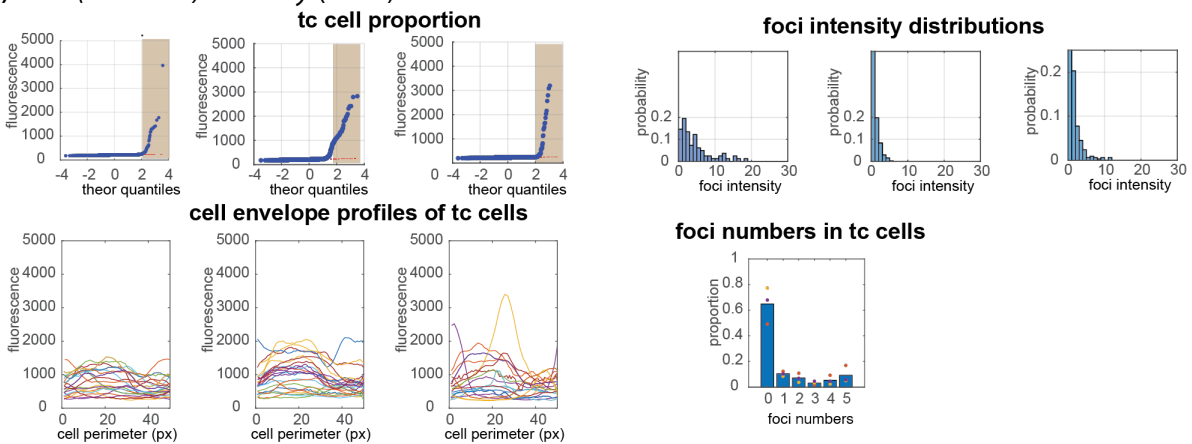 tc cell proportion
foci intensity distributions
fluorescence
5000
4000
3000
2000
1000
0
-4 -2 0 2 4
theor quantiles
fluorescence
5000
4000
3000
2000
1000
0
-4 -2 0 2 4
theor quantiles
fluorescence
5000
4000
3000
2000
1000
0
-4 -2 0 2 4
theor quantiles
probability
0.2
0.1
0
0 10 20 30
foci intensity
probability
0.2
0.1
0
0 10 20 30
foci intensity
probability
0.2
0.1
0
0 10 20 30
foci intensity
cell envelope profiles of tc cells
fluorescence
5000
4000
3000
2000
1000
0
0 20 40
cell perimeter (px)
fluorescence
5000
4000
3000
2000
1000
0
0 20 40
cell perimeter (px)
fluorescence
5000
4000
3000
2000
1000
0
0 20 40
cell perimeter (px)
foci numbers in tc cells
proportion
1
0.8
0.6
0.4
0.2
0
0 1 2 3 4 5
foci numbers